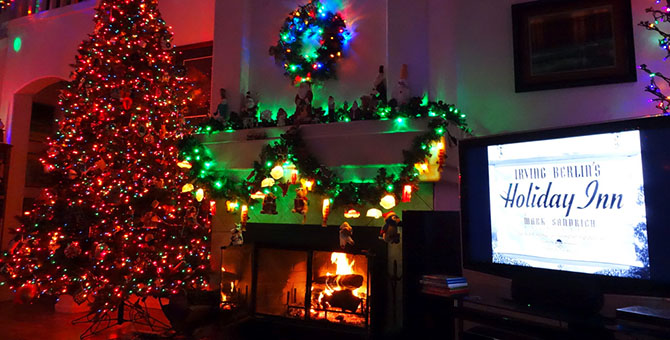 IRVING BERLIN'S
Holiday Inn
MARK SANDRICH